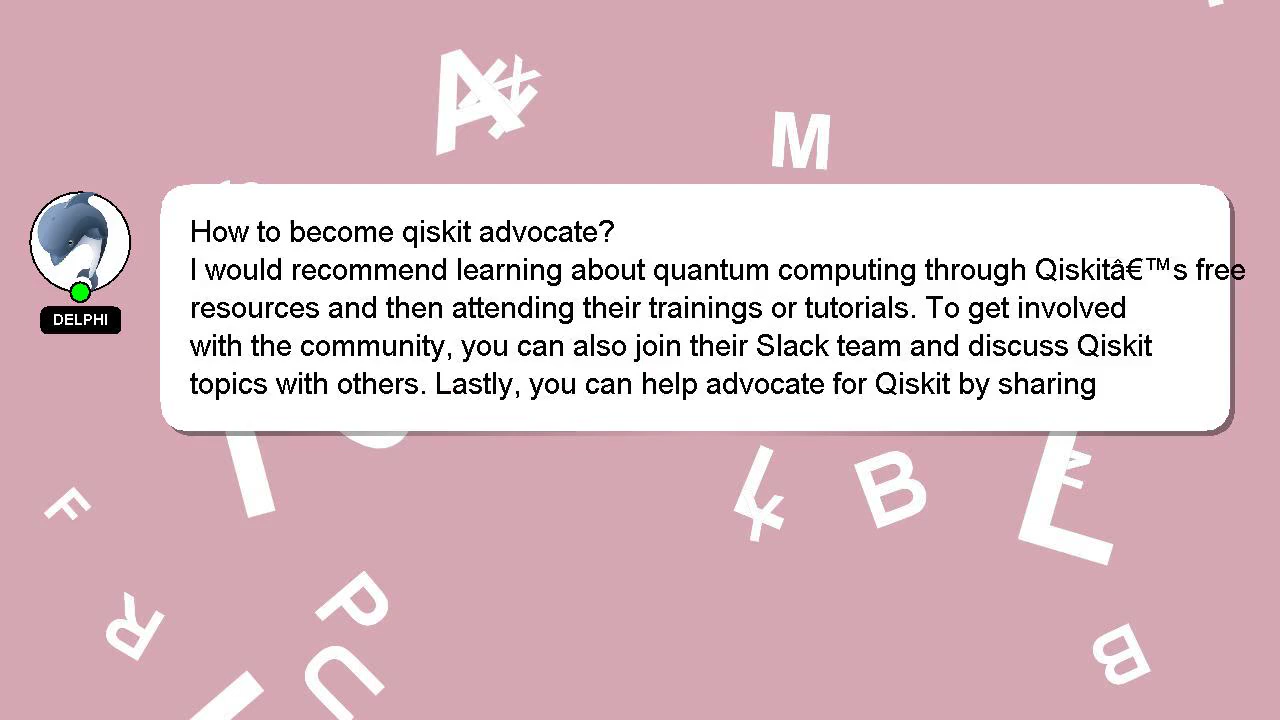 A
M
DELPHI
How to become qiskit advocate?
I would recommend learning about quantum computing through Qiskitâ€™s free
resources and then attending their trainings or tutorials. To get involved
with the community, you can also join their Slack team and discuss Qiskit
topics with others. Lastly, you can help advocate for Qiskit by sharing
B
L
F
P
R
U
B